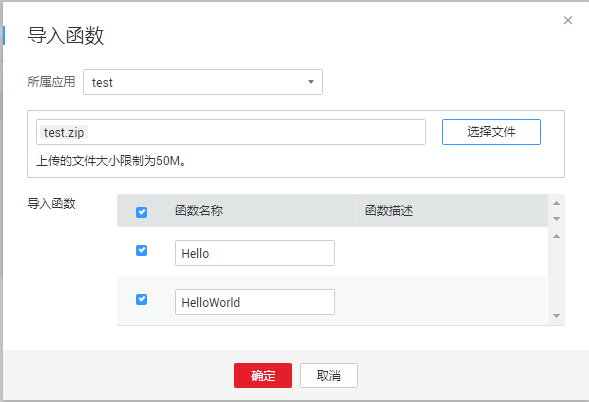 导入函数
所属应用 test
test.zip 选择文件
上传的文件大小限制为50M。
导入函数 函数名称 函数描述
Hello
HelloWorld
确定 取消